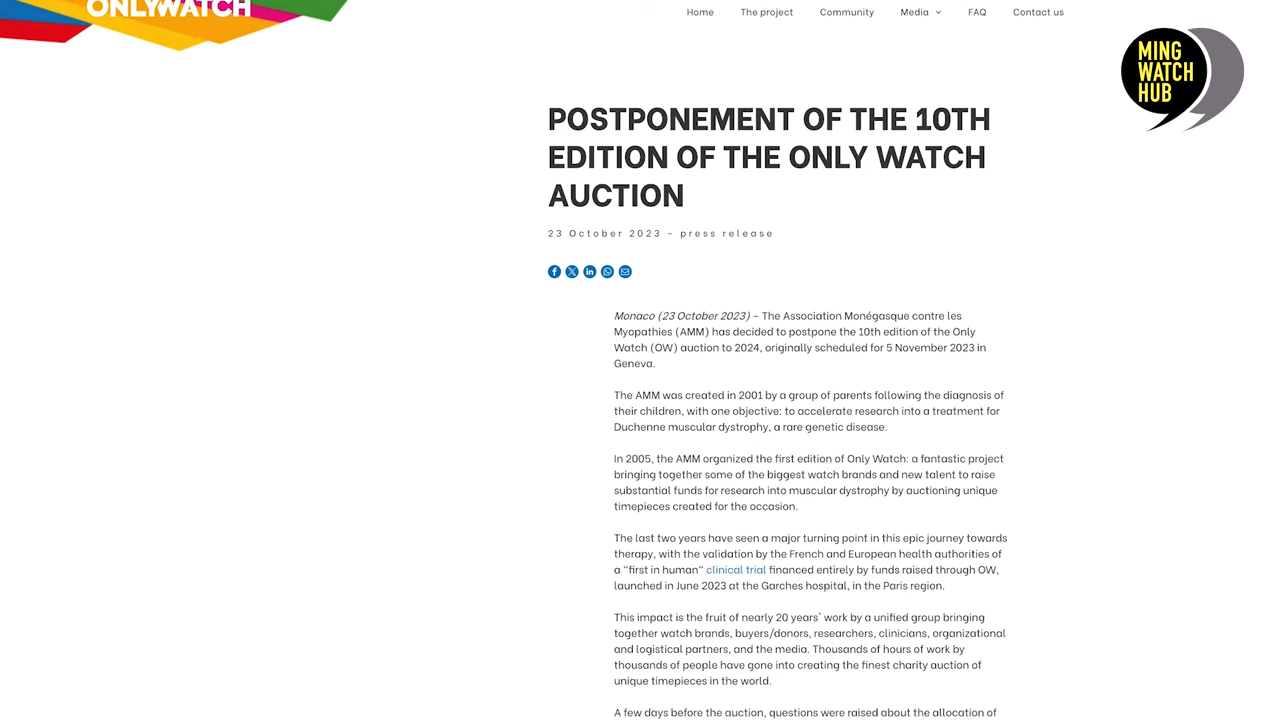 ONLYWATCH
Home The project Community Media FAQ Contact us
MING
WATCH
HUB
POSTPONEMENT OF THE 10TH
EDITION OF THE ONLY WATCH
AUCTION
23 October 2023 - press release
Monaco (23 October 2023) – The Association Monégasque contre les
Myopathies (AMM) has decided to postpone the 10th edition of the Only
Watch (OW) auction to 2024, originally scheduled for 5 November 2023 in
Geneva.
The AMM was created in 2001 by a group of parents following the diagnosis of
their children, with one objective: to accelerate research into a treatment for
Duchenne muscular dystrophy, a rare genetic disease.
In 2005, the AMM organized the first edition of Only Watch: a fantastic project
bringing together some of the biggest watch brands and new talent to raise
substantial funds for research into muscular dystrophy by auctioning unique
timepieces created for the occasion.
The last two years have seen a major turning point in this epic journey towards
therapy, with the validation by the French and European health authorities of
a "first in human" clinical trial financed entirely by funds raised through OW,
launched in June 2023 at the Garches hospital, in the Paris region.
This impact is the fruit of nearly 20 years' work by a unified group bringing
together watch brands, buyers/donors, researchers, clinicians, organizational
and logistical partners, and the media. Thousands of hours of work by
thousands of people have gone into creating the finest charity auction of
unique timepieces in the world.
A few days before the auction, questions were raised about the allocation of